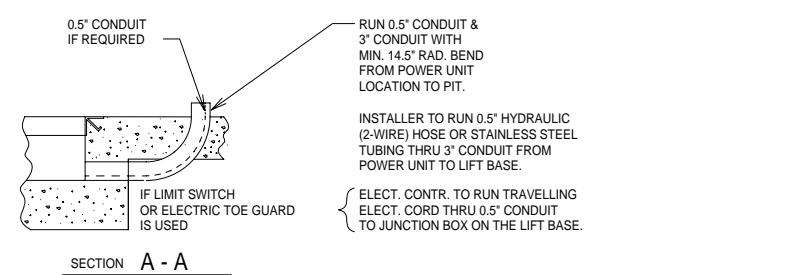 0.5" CONDUIT
IF REQUIRED
RUN 0.5" CONDUIT &
3" CONDUIT WITH
MIN. 14.5" RAD. BEND
FROM POWER UNIT
LOCATION TO PIT.
INSTALLER TO RUN 0.5" HYDRAULIC
(2-WIRE) HOSE OR STAINLESS STEEL
TUBING THRU 3" CONDUIT FROM
POWER UNIT TO LIFT BASE.
IF LIMIT SWITCH
OR ELECTRIC TOE GUARD
IS USED
ELECT. CONTR. TO RUN TRAVELLING
ELECT. CORD THRU 0.5" CONDUIT
TO JUNCTION BOX ON THE LIFT BASE.
SECTION A - A